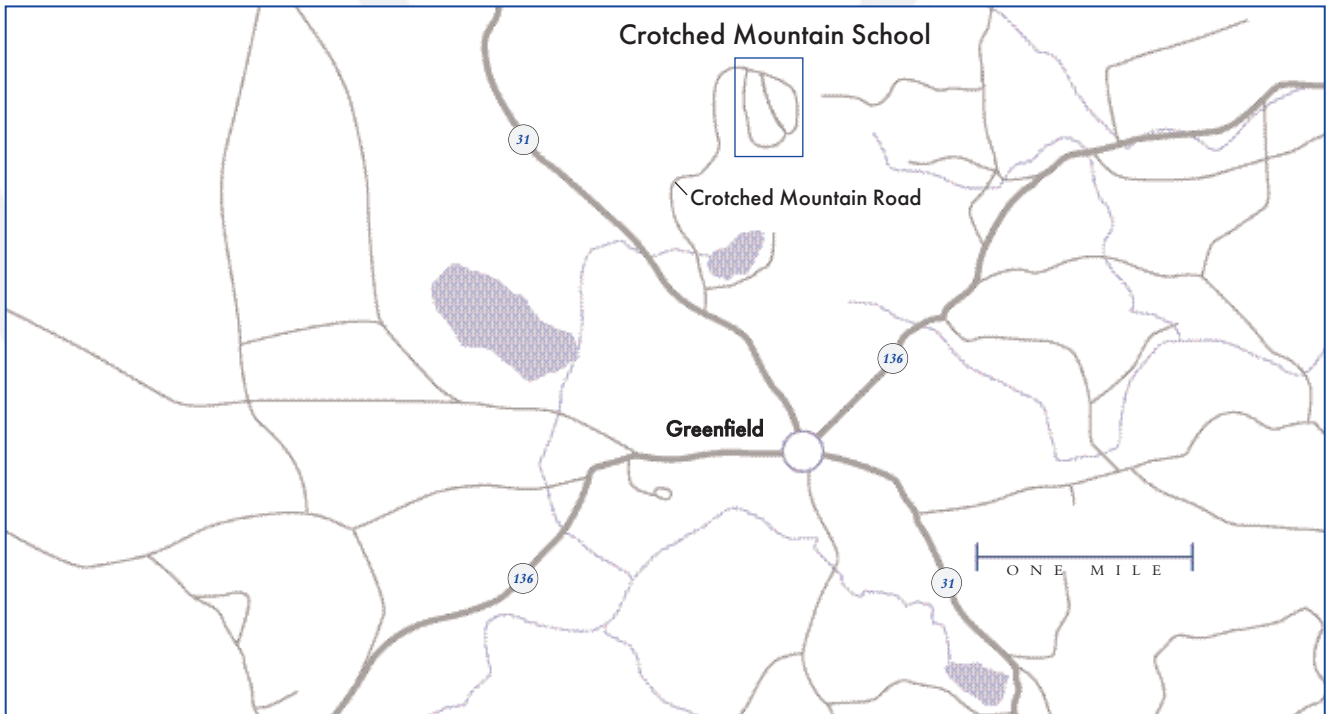 Crotched Mountain School
31
Crotched Mountain Road
136
Greenfield
ONE MILE
136
31